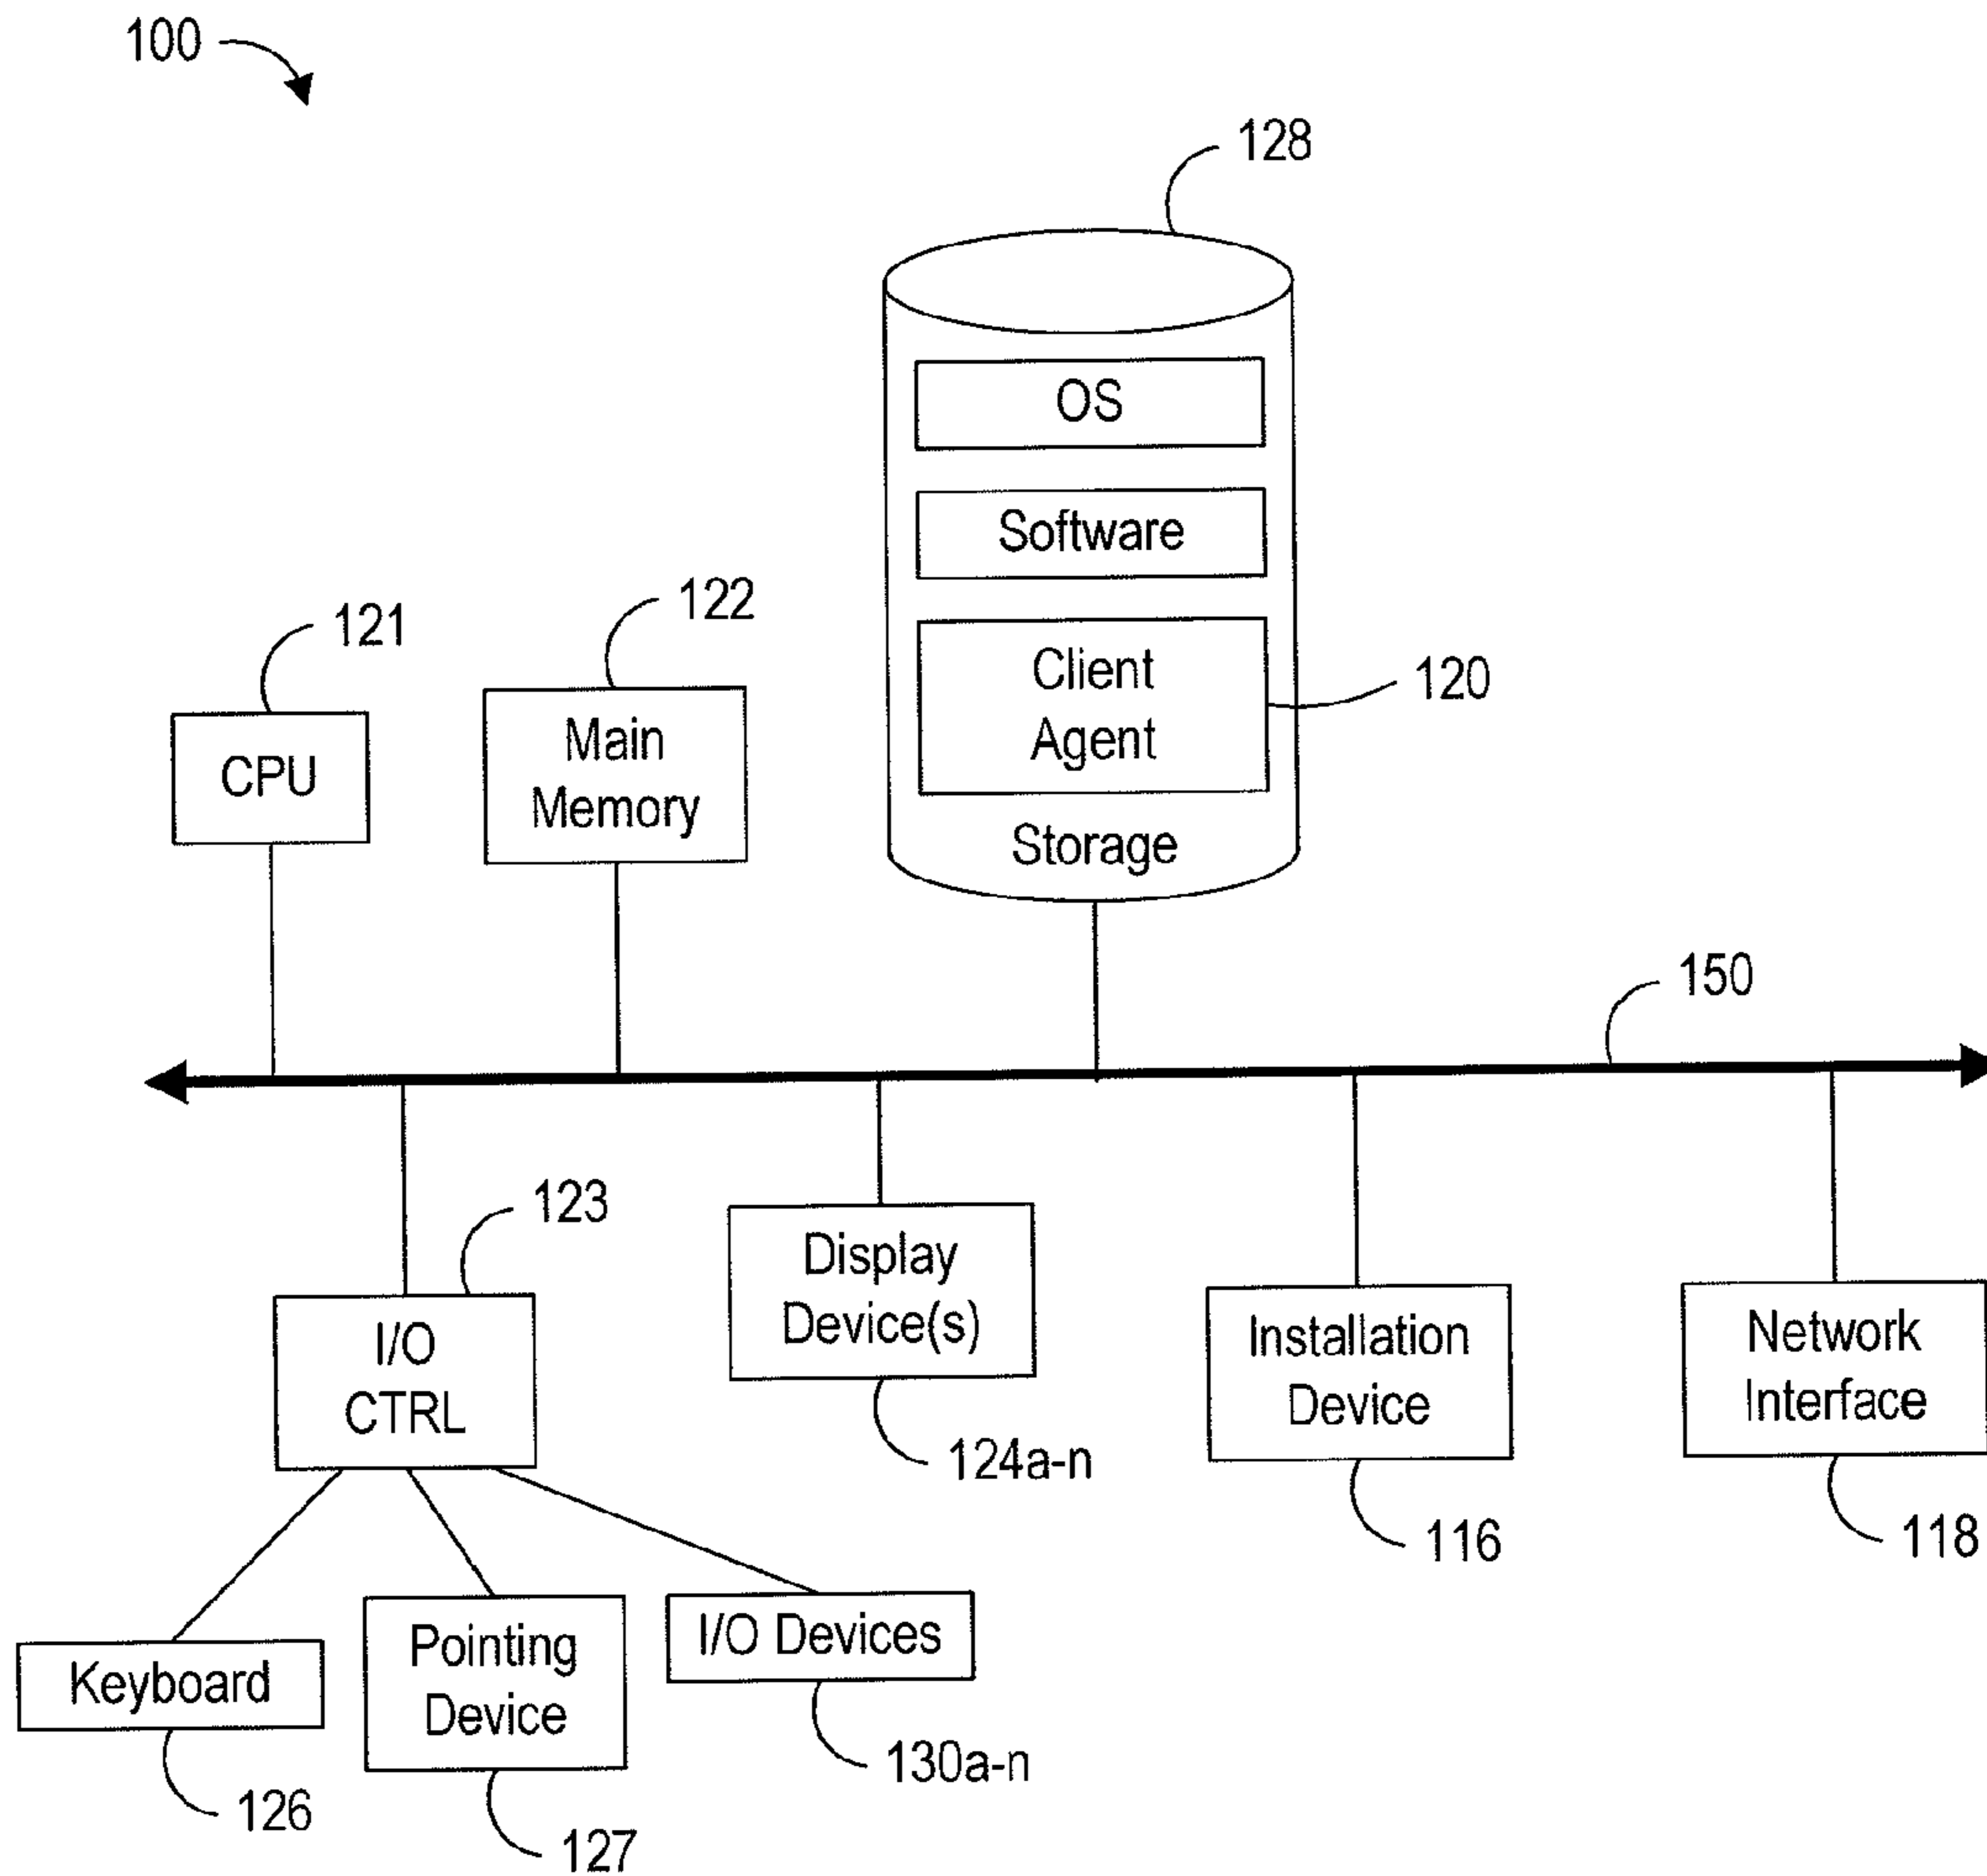 100
128
OS
Software
Client
Agent
120
Storage
121
CPU
122
Main
Memory
150
123
I/O
CTRL
Display
Device(s)
124a-n
Installation
Device
116
Network
Interface
118
Keyboard
126
Pointing
Device
127
I/O Devices
130a-n